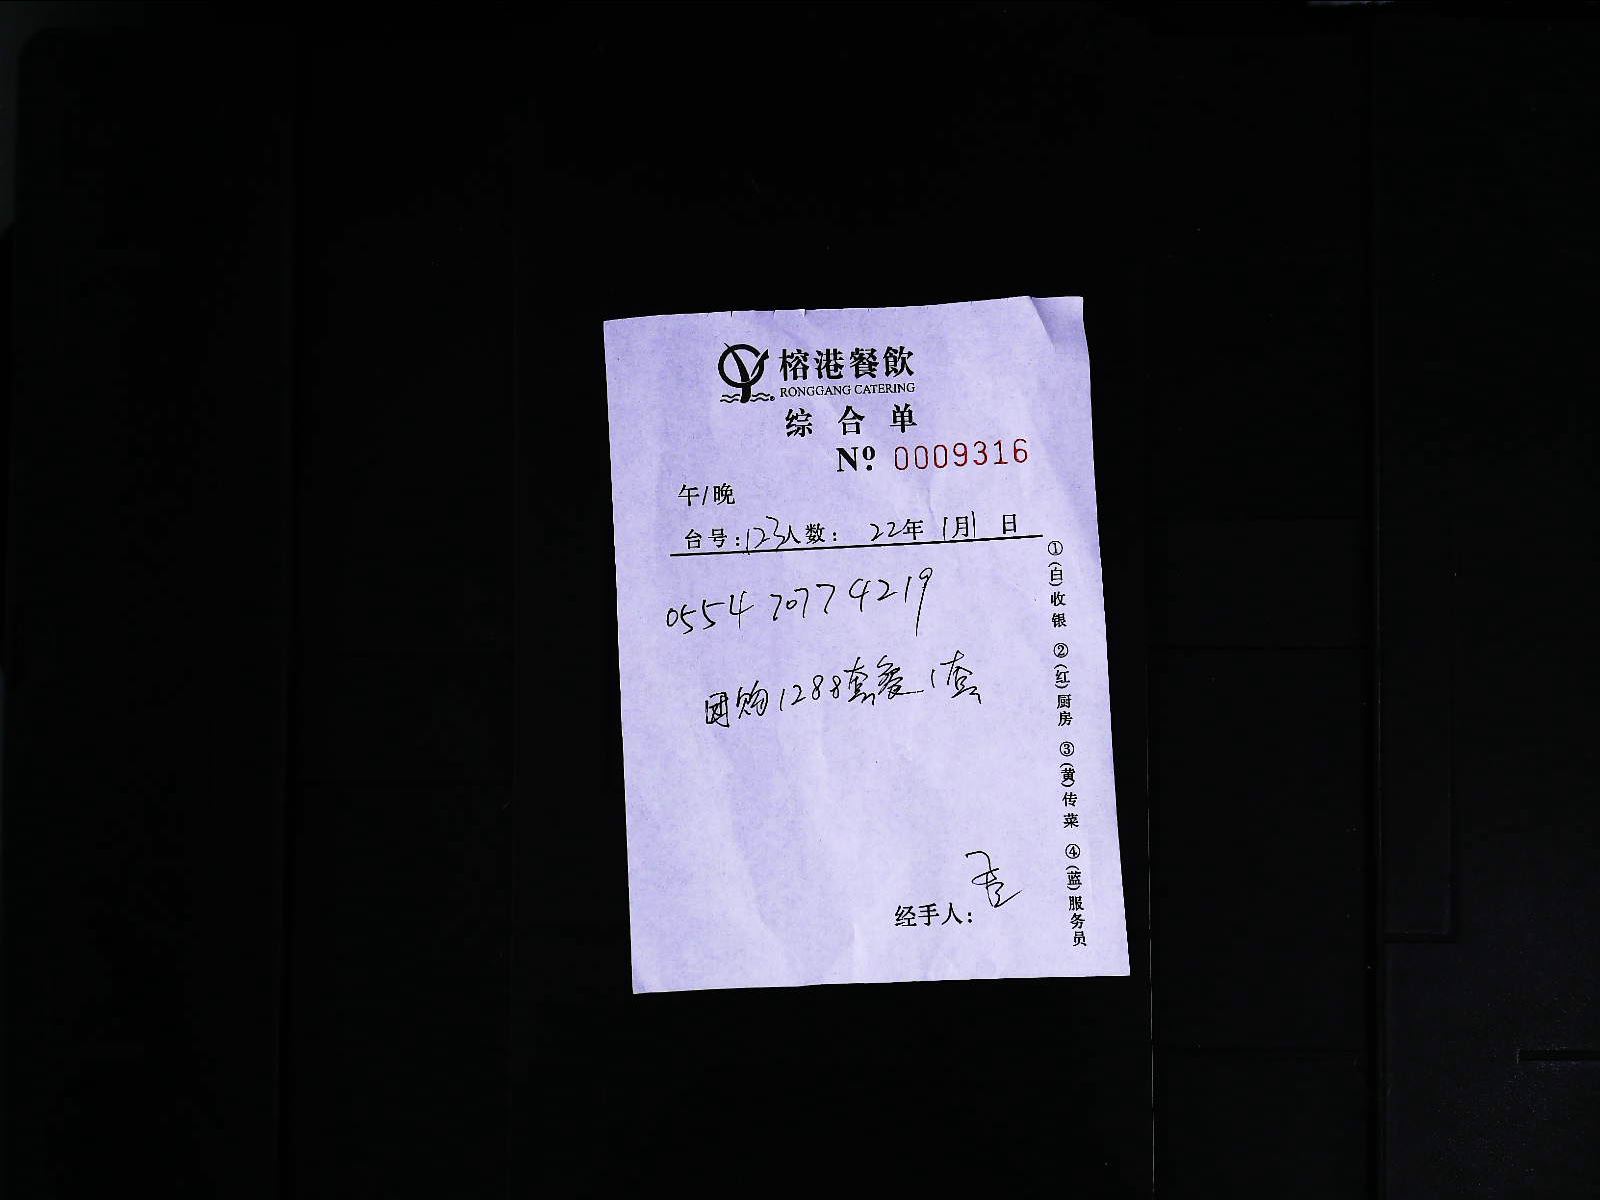 榕港餐飲
RONGGANG CATERING
综合单
Nº: 0009316
午/晚
台号:123人数: 22年1月1日
0554 7077 4219
团购1288套餐1套
经手人:
①(白)收银 ②(红)厨房 ③(黄)传菜 ④(蓝)服务员